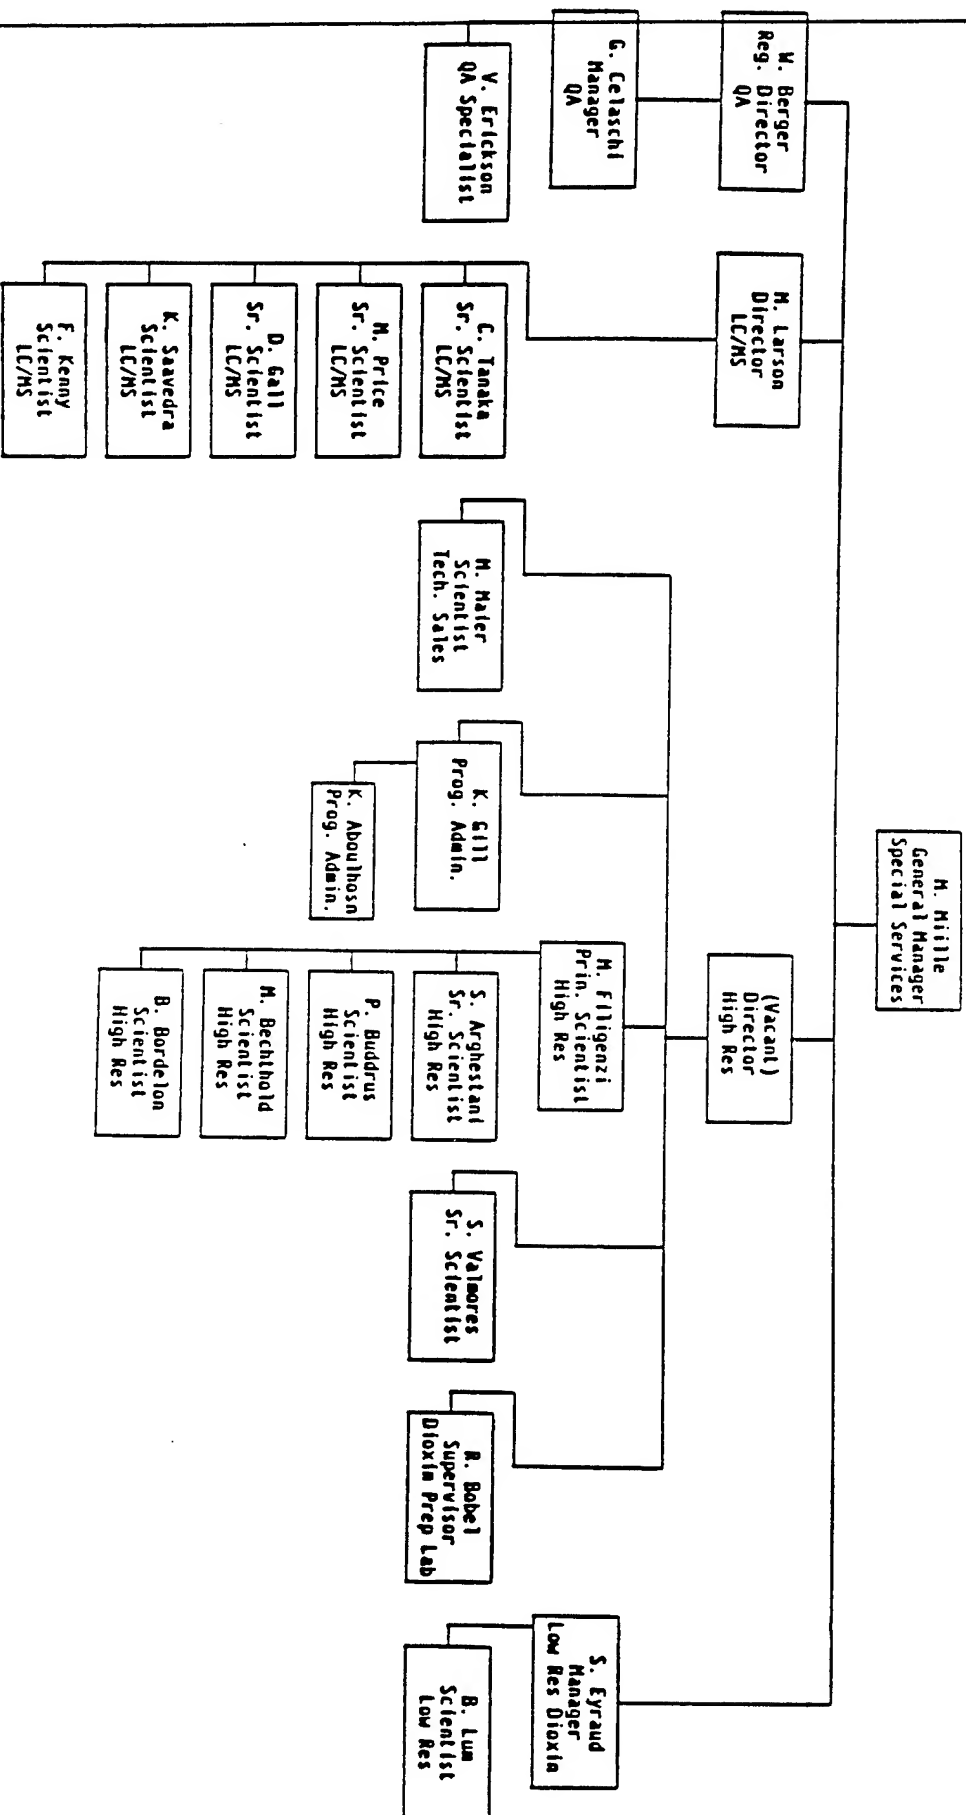 M. Miille
General Manager
Special Services
W. Berger
Reg. Director
QA
M. Larson
Director
LC/MS
(Vacant)
Director
High Res
G. Celaschi
Manager
QA
M. Filigenzi
Prin. Scientist
High Res
S. Eyraud
Manager
Low Res Dioxin
V. Erickson
QA Specialist
C. Tanaka
Sr. Scientist
LC/MS
M. Maier
Scientist
Tech. Sales
K. Gill
Prog. Admin.
S. Arghestani
Sr. Scientist
High Res
S. Valmores
Sr. Scientist
R. Bobel
Supervisor
Dioxin Prep Lab
B. Lum
Scientist
Low Res
M. Price
Sr. Scientist
LC/MS
K. Aboulhosn
Prog. Admin.
P. Buddrus
Scientist
High Res
D. Gall
Sr. Scientist
LC/MS
M. Bechthold
Scientist
High Res
K. Saavedra
Scientist
LC/MS
B. Bordelon
Scientist
High Res
F. Kenny
Scientist
LC/MS